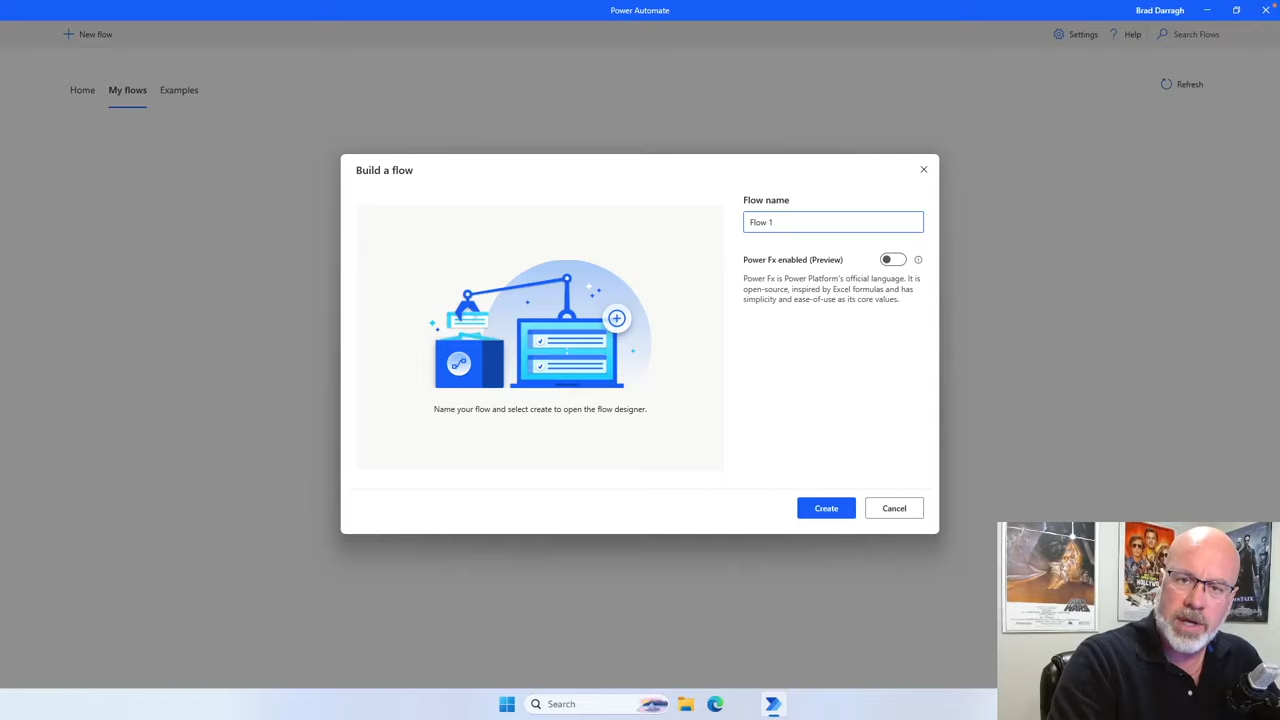 Power Automate
Brad Darragh
New flow
Settings
Help
Search Flows
Home
My flows
Examples
Refresh
Build a flow
Flow name
Flow 1
Power Fx enabled (Preview)
Power Fx is Power Platform's official language. It is
open-source, inspired by Excel formulas and has
simplicity and ease-of-use as its core values.
Name your flow and select create to open the flow designer.
Create
Cancel
STAR
WARS
HOLLYWOOD
Search